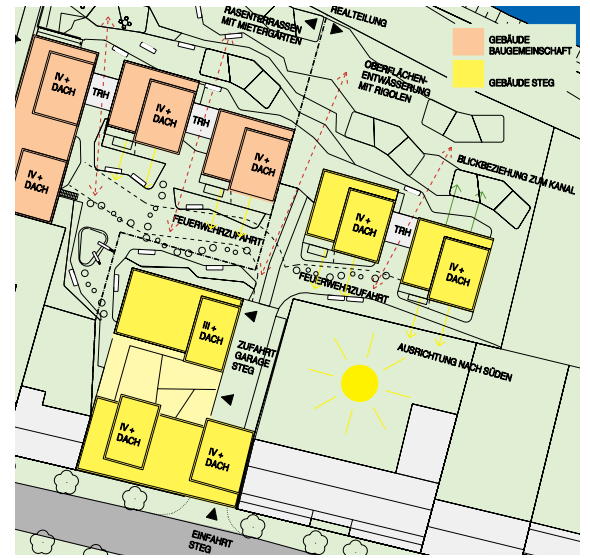 RASENTERRASSEN
MIT MIETERGÄRTEN
REALTEILUNG
GEBÄUDE
BAUGEMEINSCHAFT
GEBÄUDE STEG
OBERFLÄCHEN-
ENTWÄSSERUNG
MIT RIGOLEN
IV +
DACH
TRH
IV +
DACH
TRH
IV +
DACH
IV +
DACH
BLICKBEZIEHUNG ZUM KANAL
FEUERWEHRZUFAHRT
IV +
DACH
TRH
IV +
DACH
FEUERWEHRZUFAHRT
III +
DACH
ZUFAHRT
GARAGE
STEG
AUSRICHTUNG NACH SÜDEN
IV +
DACH
IV +
DACH
EINFAHRT
STEG